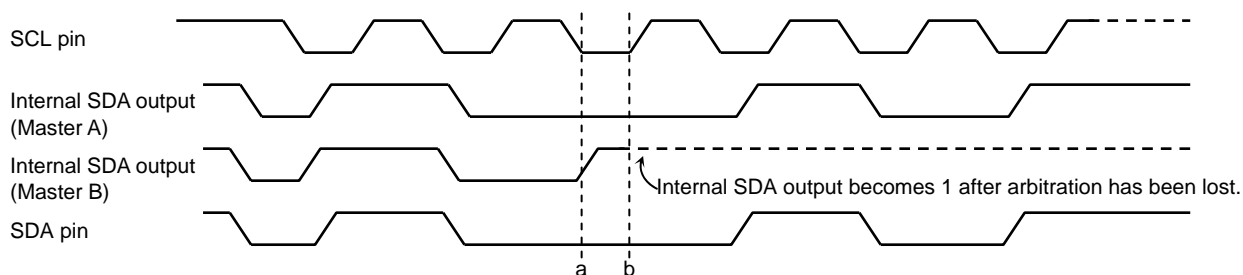 SCL pin
Internal SDA output
(Master A)
Internal SDA output
(Master B)
Internal SDA output becomes 1 after arbitration has been lost.
SDA pin
a
b